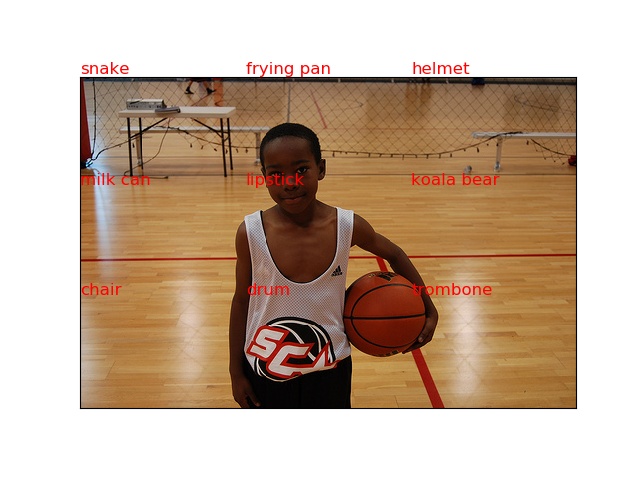 snake frying pan helmet
milk can lipstick koala bear
chair drum trombone
SCA